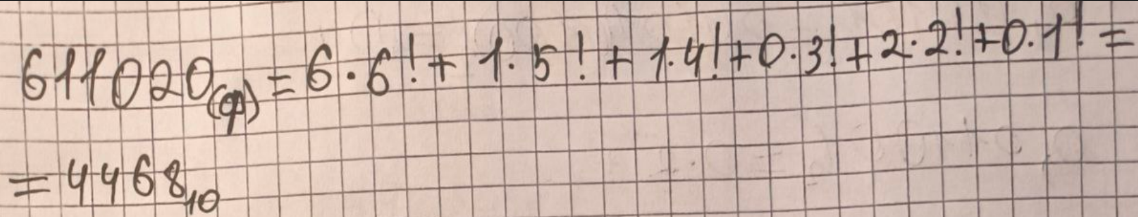 611020(ф) = 6·6! + 1·5! + 1·4! + 0·3! + 2·2! + 0·1! =
= 4468₁₀